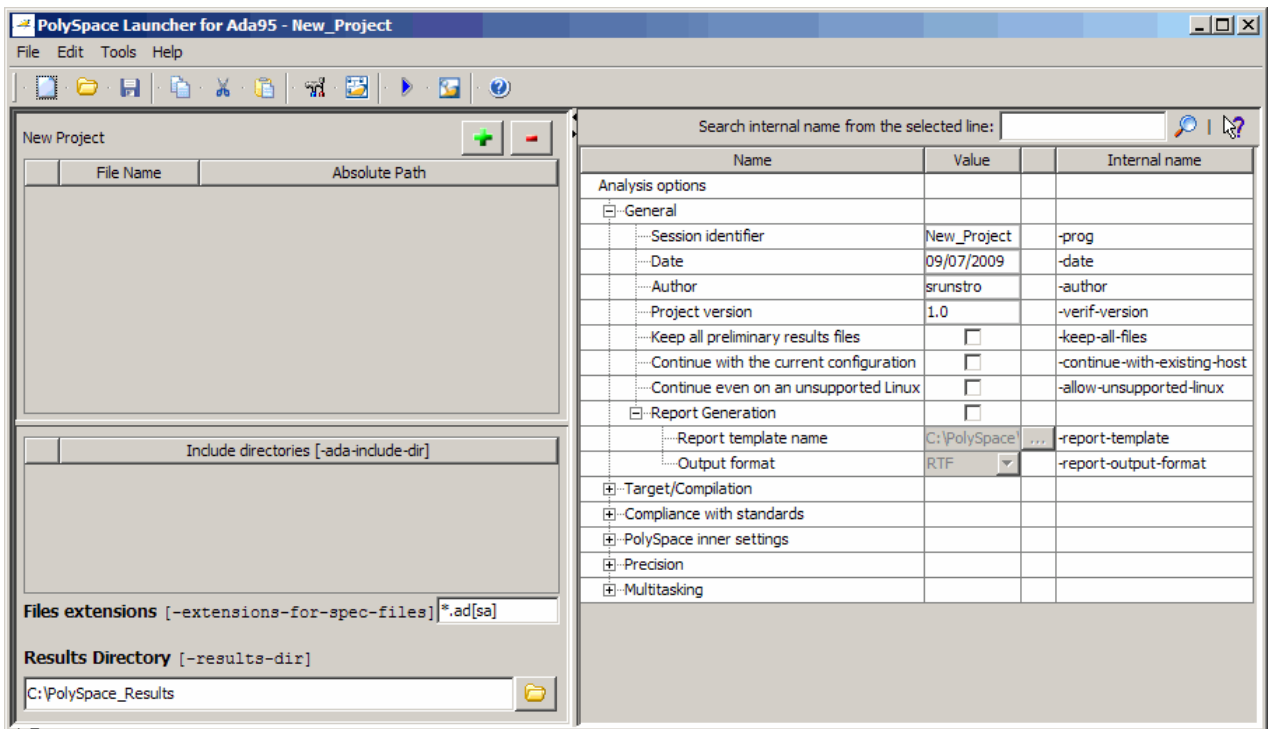 PolySpace Launcher for Ada95 - New_Project
File Edit Tools Help
New Project
File Name Absolute Path
Include directories [-ada-include-dir]
Files extensions [-extensions-for-spec-files] *.ad[sa]
Results Directory [-results-dir]
C:\PolySpace_Results
Search internal name from the selected line:
Name Value Internal name
Analysis options
General
Session identifier New_Project -prog
Date 09/07/2009 -date
Author srunstro -author
Project version 1.0 -verif-version
Keep all preliminary results files -keep-all-files
Continue with the current configuration -continue-with-existing-host
Continue even on an unsupported Linux -allow-unsupported-linux
Report Generation
Report template name C:\PolySpace\ ... -report-template
Output format RTF -report-output-format
Target/Compilation
Compliance with standards
PolySpace inner settings
Precision
Multitasking